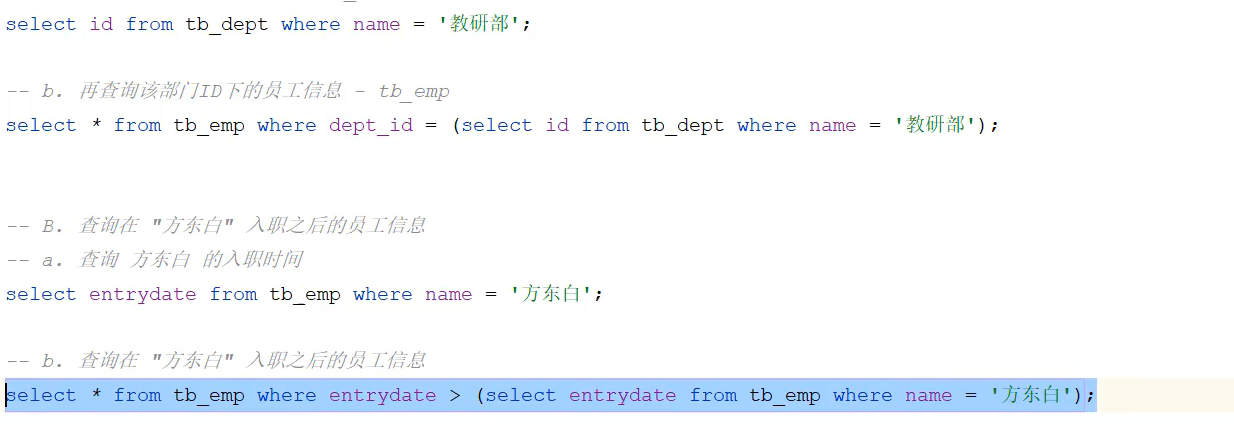 select id from tb_dept where name = '教研部';
-- b. 再查询该部门ID下的员工信息 - tb_emp
select * from tb_emp where dept_id = (select id from tb_dept where name = '教研部');
-- B. 查询在 "方东白" 入职之后的员工信息
-- a. 查询 方东白 的入职时间
select entrydate from tb_emp where name = '方东白';
-- b. 查询在 "方东白" 入职之后的员工信息
select * from tb_emp where entrydate > (select entrydate from tb_emp where name = '方东白');